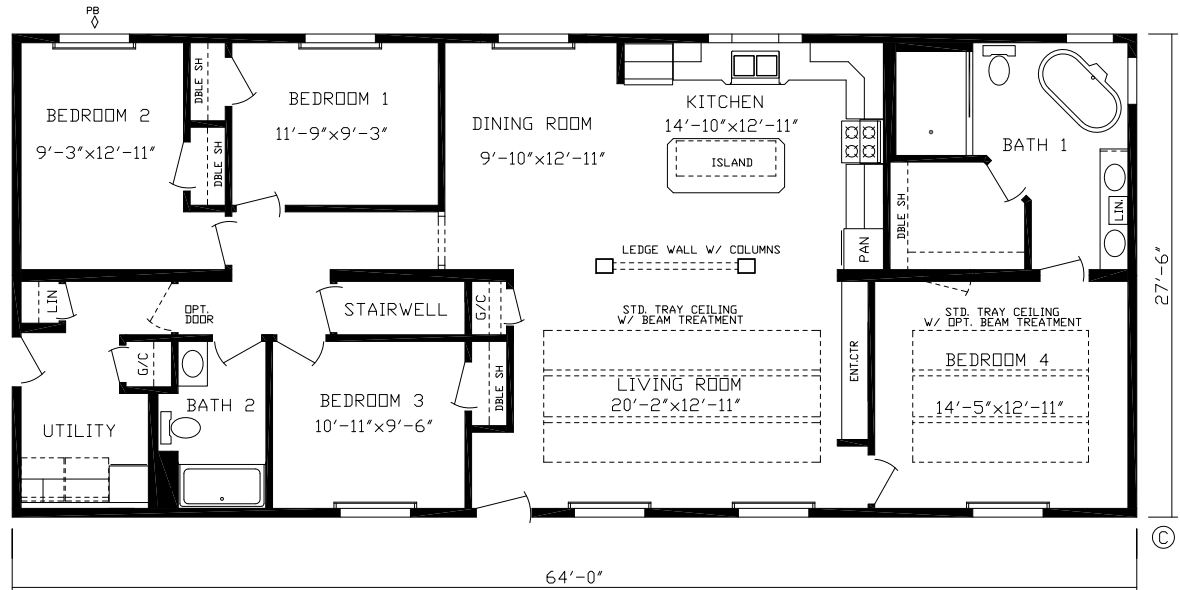 PB
BEDROOM 2
9'-3"x12'-11"
DBLE SH
DBLE SH
BEDROOM 1
11'-9"x9'-3"
DINING ROOM
9'-10"x12'-11"
KITCHEN
14'-10"x12'-11"
ISLAND
PAN
BATH 1
DBLE SH
LIN.
LEDGE WALL W/ COLUMNS
LIN
OPT.
DOOR
STAIRWELL
G/C
STD. TRAY CEILING
W/ BEAM TREATMENT
LIVING ROOM
20'-2"x12'-11"
ENT.CTR
STD. TRAY CEILING
W/ OPT. BEAM TREATMENT
BEDROOM 4
14'-5"x12'-11"
G/C
BATH 2
BEDROOM 3
10'-11"x9'-6"
DBLE SH
UTILITY
27'-6"
C
64'-0"